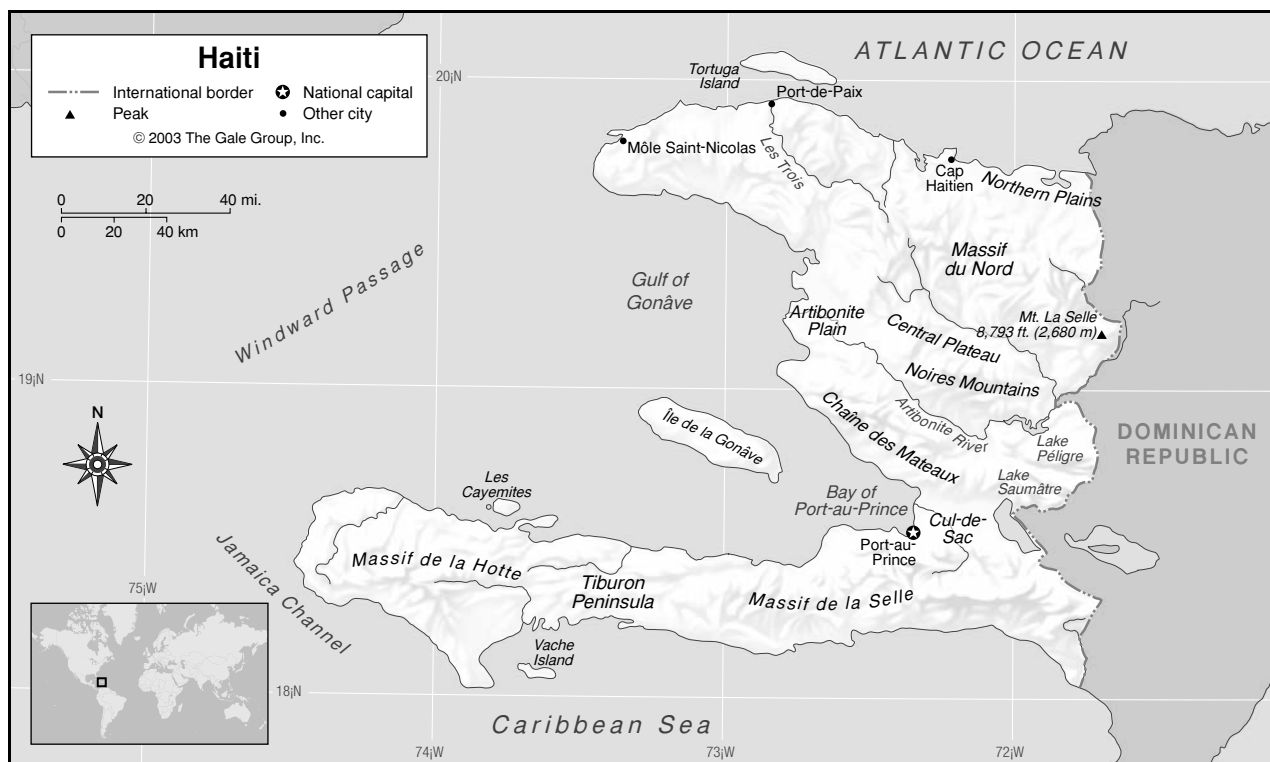 Haiti
International border
National capital
Peak
Other city
© 2003 The Gale Group, Inc.
0 20 40 mi.
0 20 40 km
ATLANTIC OCEAN
20¡N
Tortuga
Island
Port-de-Paix
Môle Saint-Nicolas
Les Trois
Cap
Haitien
Northern Plains
Massif
du Nord
Windward Passage
Gulf of
Gonâve
Artibonite
Plain
Mt. La Selle
8,793 ft. (2,680 m)
Central Plateau
19¡N
Noires Mountains
N
Chaîne des Mateaux
Artibonite River
Île de la Gonâve
DOMINICAN
REPUBLIC
Lake
Péligre
Lake
Saumâtre
Les
Cayemites
Bay of
Port-au-Prince
Cul-de-
Sac
Port-au-
Prince
Jamaica Channel
Massif de la Hotte
Tiburon
Peninsula
Massif de la Selle
75¡W
Vache
Island
18¡N
Caribbean Sea
74¡W
73¡W
72¡W